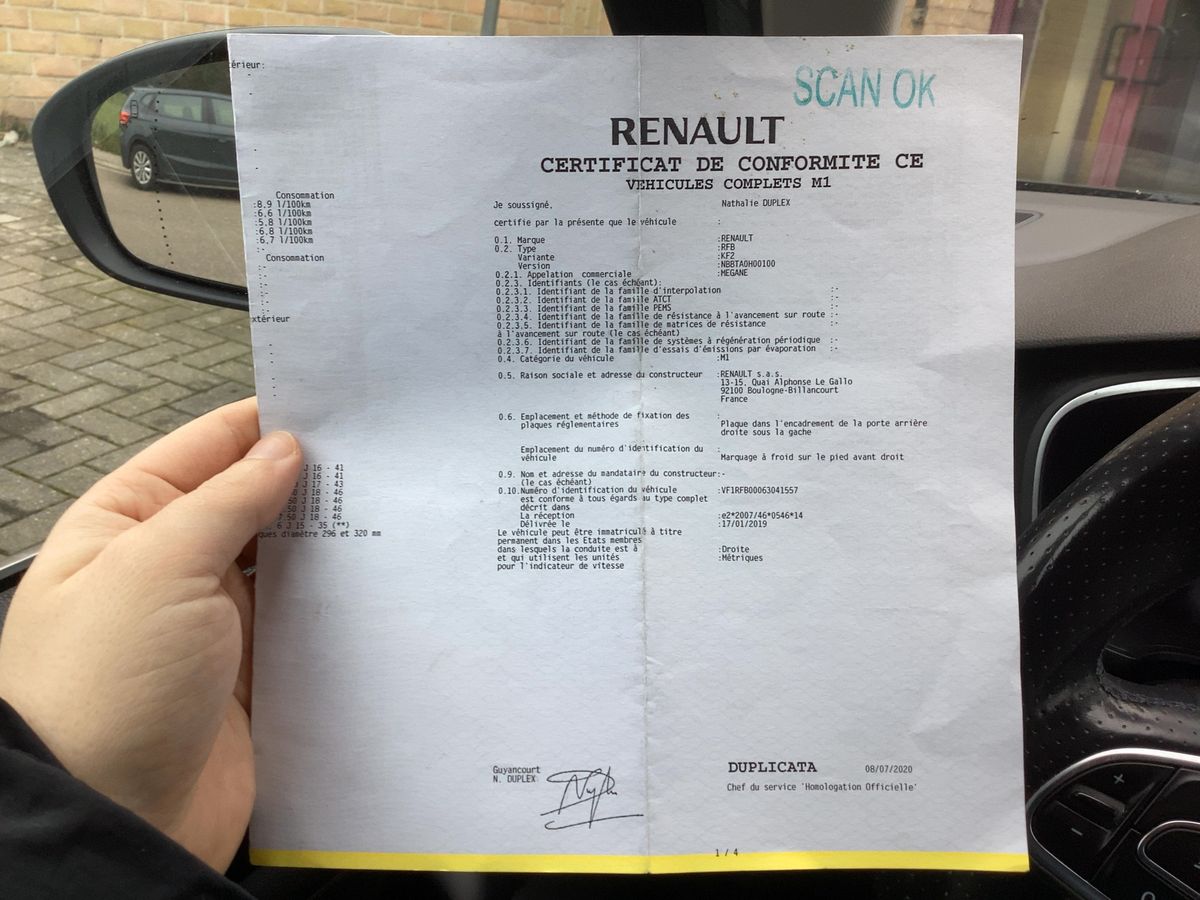 érieur:
Consommation
:8.9 l/100km
:6.6 l/100km
:5.8 l/100km
:6.8 l/100km
:6.7 l/100km
:-
Consommation
:-
:-
:-
:-
:-
:-
xtérieur
-
-
-
-
-
-
-
J 16 - 41
J 16 - 41
J 17 - 43
50 J 18 - 46
50 J 18 - 46
50 J 18 - 46
.50 J 18 - 46
6 J 15 - 35 (**)
ques diamètre 296 et 320 mm
SCAN OK
RENAULT
CERTIFICAT DE CONFORMITE CE
VEHICULES COMPLETS M1
Je soussigné, Nathalie DUPLEX
certifie par la présente que le véhicule :
0.1. Marque :RENAULT
0.2. Type :RFB
Variante :KF2
Version :NBBTA0H00100
0.2.1. Appelation commerciale :MEGANE
0.2.3. Identifiants (le cas échéant):
0.2.3.1. Identifiant de la famille d'interpolation :-
0.2.3.2. Identifiant de la famille ATCT :-
0.2.3.3. Identifiant de la famille PEMS :-
0.2.3.4. Identifiant de la famille de résistance à l'avancement sur route :-
0.2.3.5. Identifiant de la famille de matrices de résistance :-
à l'avancement sur route (le cas échéant)
0.2.3.6. Identifiant de la famille de systèmes à régénération périodique :-
0.2.3.7. Identifiant de la famille d'essais d'émissions par évaporation :-
0.4. Catégorie du véhicule :M1
0.5. Raison sociale et adresse du constructeur :RENAULT s.a.s.
13-15, Quai Alphonse Le Gallo
92100 Boulogne-Billancourt
France
0.6. Emplacement et méthode de fixation des :
plaques réglementaires Plaque dans l'encadrement de la porte arrière
droite sous la gache
Emplacement du numéro d'identification du :
véhicule Marquage à froid sur le pied avant droit
0.9. Nom et adresse du mandataire du constructeur:-
(le cas échéant)
0.10.Numéro d'identification du véhicule :VF1RFB00063041557
est conforme à tous égards au type complet
décrit dans
La réception :e2*2007/46*0546*14
Délivrée le :17/01/2019
Le véhicule peut être immatriculé à titre
permanent dans les Etats membres
dans lesquels la conduite est à :Droite
et qui utilisent les unités :Métriques
pour l'indicateur de vitesse
Guyancourt
N. DUPLEX
DUPLICATA 08/07/2020
Chef du service 'Homologation Officielle'
1 / 4